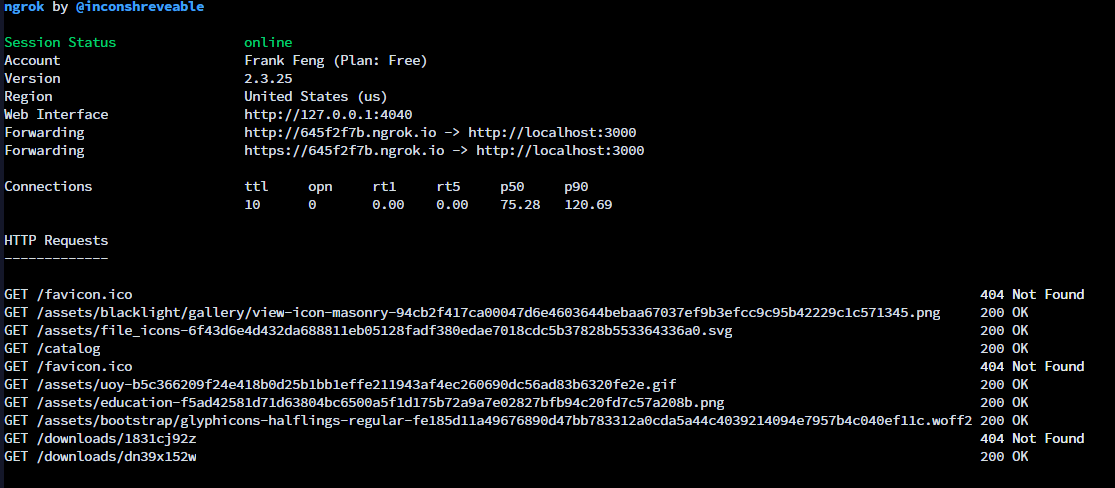 ngrok by @inconshreveable
Session Status online
Account Frank Feng (Plan: Free)
Version 2.3.25
Region United States (us)
Web Interface http://127.0.0.1:4040
Forwarding http://645f2f7b.ngrok.io -> http://localhost:3000
Forwarding https://645f2f7b.ngrok.io -> http://localhost:3000
Connections ttl opn rt1 rt5 p50 p90
10 0 0.00 0.00 75.28 120.69
HTTP Requests
-------------
GET /favicon.ico 404 Not Found
GET /assets/blacklight/gallery/view-icon-masonry-94cb2f417ca00047d6e4603644bebaa67037ef9b3efcc9c95b42229c1c571345.png 200 OK
GET /assets/file_icons-6f43d6e4d432da688811eb05128fadf380edae7018cdc5b37828b553364336a0.svg 200 OK
GET /catalog 200 OK
GET /favicon.ico 404 Not Found
GET /assets/uoy-b5c366209f24e418b0d25b1bb1effe211943af4ec260690dc56ad83b6320fe2e.gif 200 OK
GET /assets/education-f5ad42581d71d63804bc6500a5f1d175b72a9a7e02827bfb94c20fd7c57a208b.png 200 OK
GET /assets/bootstrap/glyphicons-halflings-regular-fe185d11a49676890d47bb783312a0cda5a44c4039214094e7957b4c040ef11c.woff2 200 OK
GET /downloads/1831cj92z 404 Not Found
GET /downloads/dn39x152w 200 OK